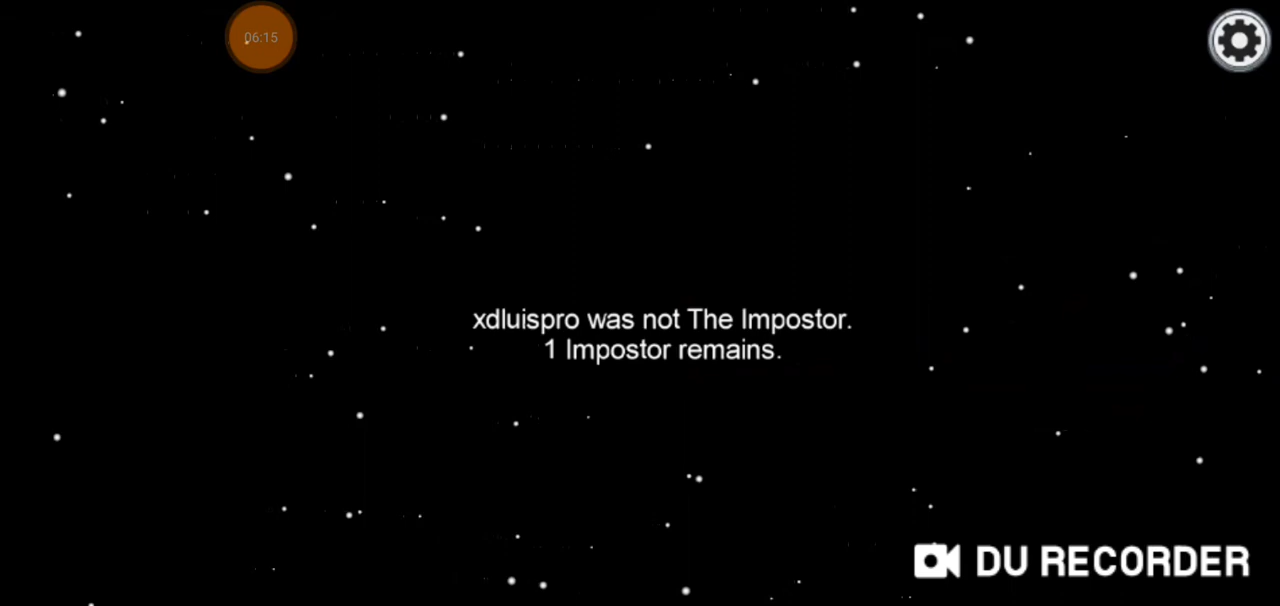 06:15
xdluispro was not The Impostor.
1 Impostor remains.
DU RECORDER